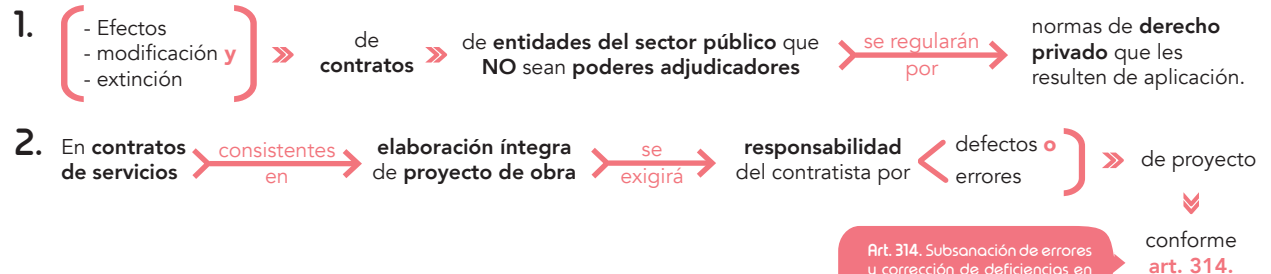 1.
- Efectos
- modificación y
- extinción
de
contratos
de entidades del sector público que
NO sean poderes adjudicadores
se regularán
por
normas de derecho
privado que les
resulten de aplicación.
2.
En contratos
de servicios
consistentes
en
elaboración íntegra
de proyecto de obra
se
exigirá
responsabilidad
del contratista por
defectos o
errores
de proyecto
conforme
art. 314.
Art. 314. Subsanación de errores
y corrección de deficiencias en